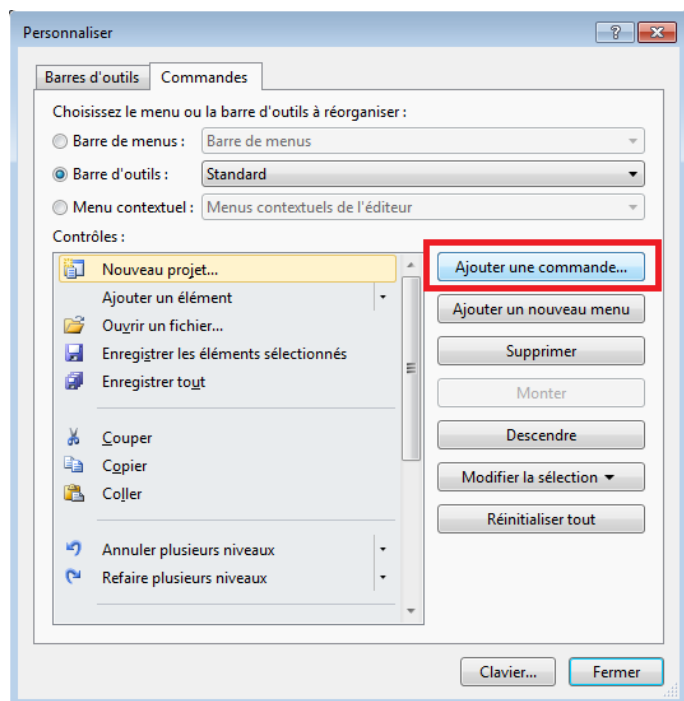 Personnaliser
Barres d'outils
Commandes
Choisissez le menu ou la barre d'outils à réorganiser :
Barre de menus : Barre de menus
Barre d'outils : Standard
Menu contextuel : Menus contextuels de l'éditeur
Contrôles :
Nouveau projet...
Ajouter un élément
Ouvrir un fichier...
Enregistrer les éléments sélectionnés
Enregistrer tout
Couper
Copier
Coller
Annuler plusieurs niveaux
Refaire plusieurs niveaux
Ajouter une commande...
Ajouter un nouveau menu
Supprimer
Monter
Descendre
Modifier la sélection
Réinitialiser tout
Clavier...
Fermer